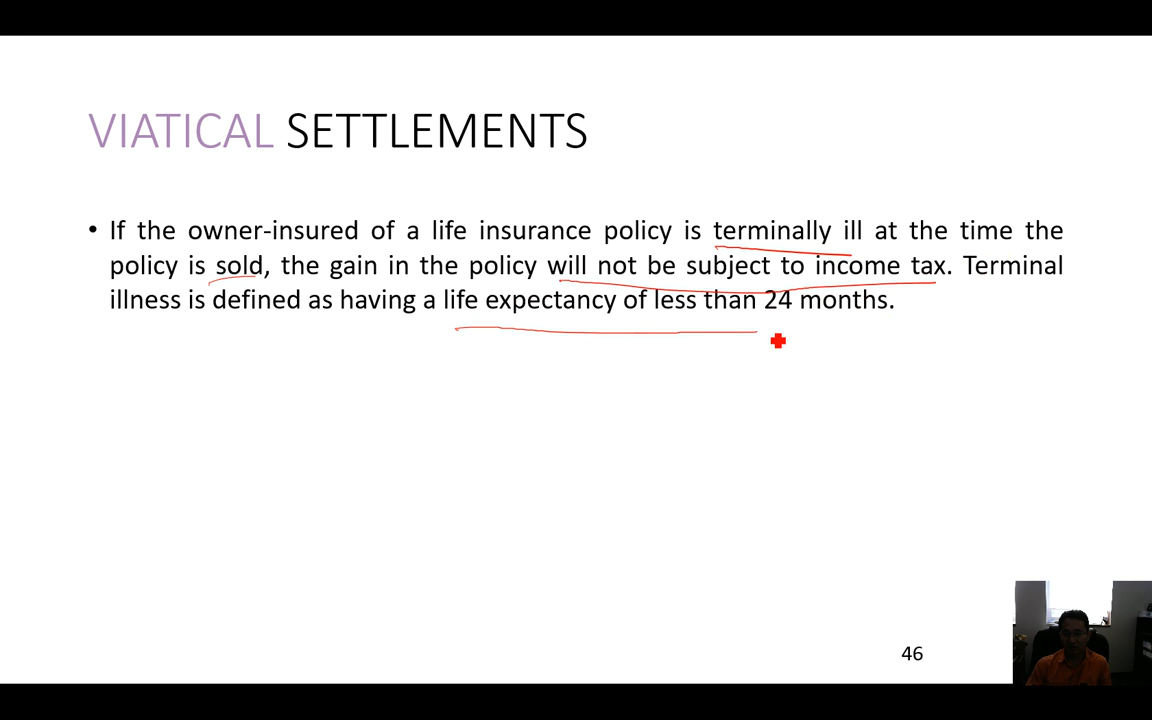 VIATICAL SETTLEMENTS
• If the owner-insured of a life insurance policy is terminally ill at the time the
policy is sold, the gain in the policy will not be subject to income tax. Terminal
illness is defined as having a life expectancy of less than 24 months.
46